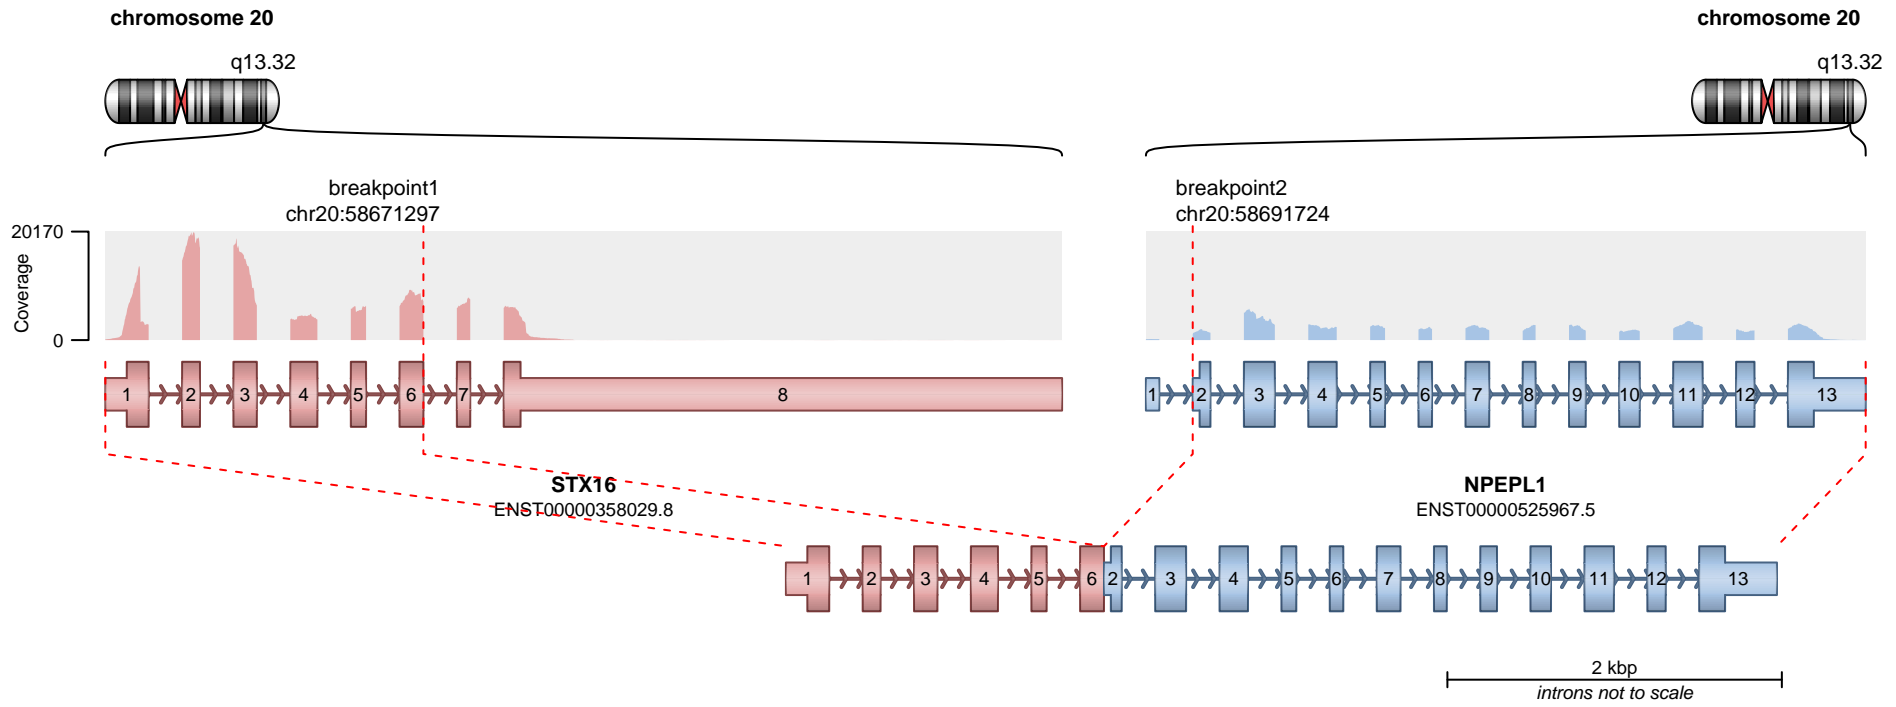 chromosome 20
chromosome 20
q13.32
q13.32
breakpoint1
chr20:58671297
breakpoint2
chr20:58691724
20170
Coverage
0
1 2 3 4 5 6 7 8
1 2 3 4 5 6 7 8 9 10 11 12 13
STX16
ENST00000358029.8
NPEPL1
ENST00000525967.5
1 2 3 4 5 6 2 3 4 5 6 7 8 9 10 11 12 13
2 kbp
introns not to scale